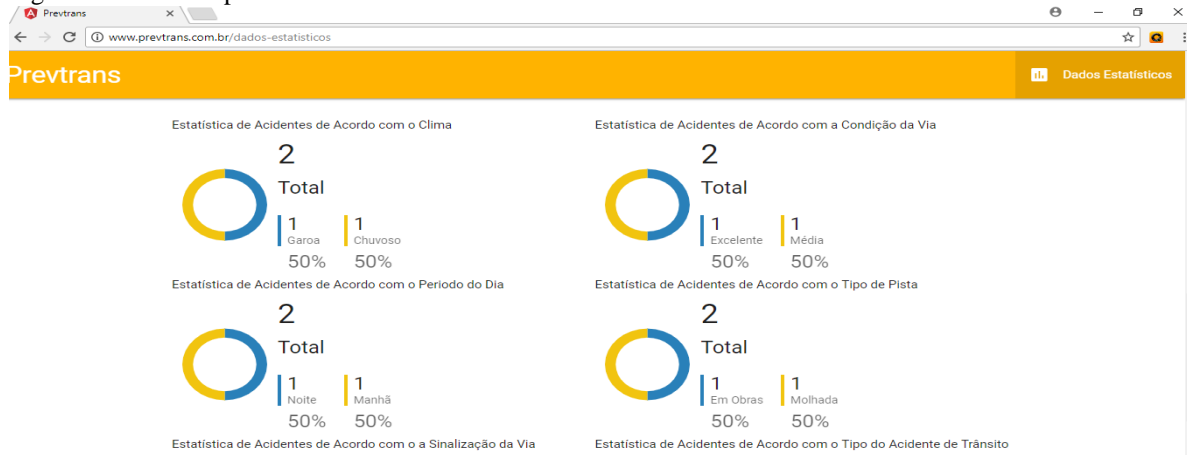 Prevtrans
www.prevtrans.com.br/dados-estatisticos
Prevtrans
Dados Estatísticos
Estatística de Acidentes de Acordo com o Clima
2
Total
1
Garoa
50%
1
Chuvoso
50%
Estatística de Acidentes de Acordo com a Condição da Via
2
Total
1
Excelente
50%
1
Média
50%
Estatística de Acidentes de Acordo com o Periodo do Dia
2
Total
1
Noite
50%
1
Manhã
50%
Estatística de Acidentes de Acordo com o Tipo de Pista
2
Total
1
Em Obras
50%
1
Molhada
50%
Estatística de Acidentes de Acordo com o a Sinalização da Via
Estatística de Acidentes de Acordo com o Tipo do Acidente de Trânsito